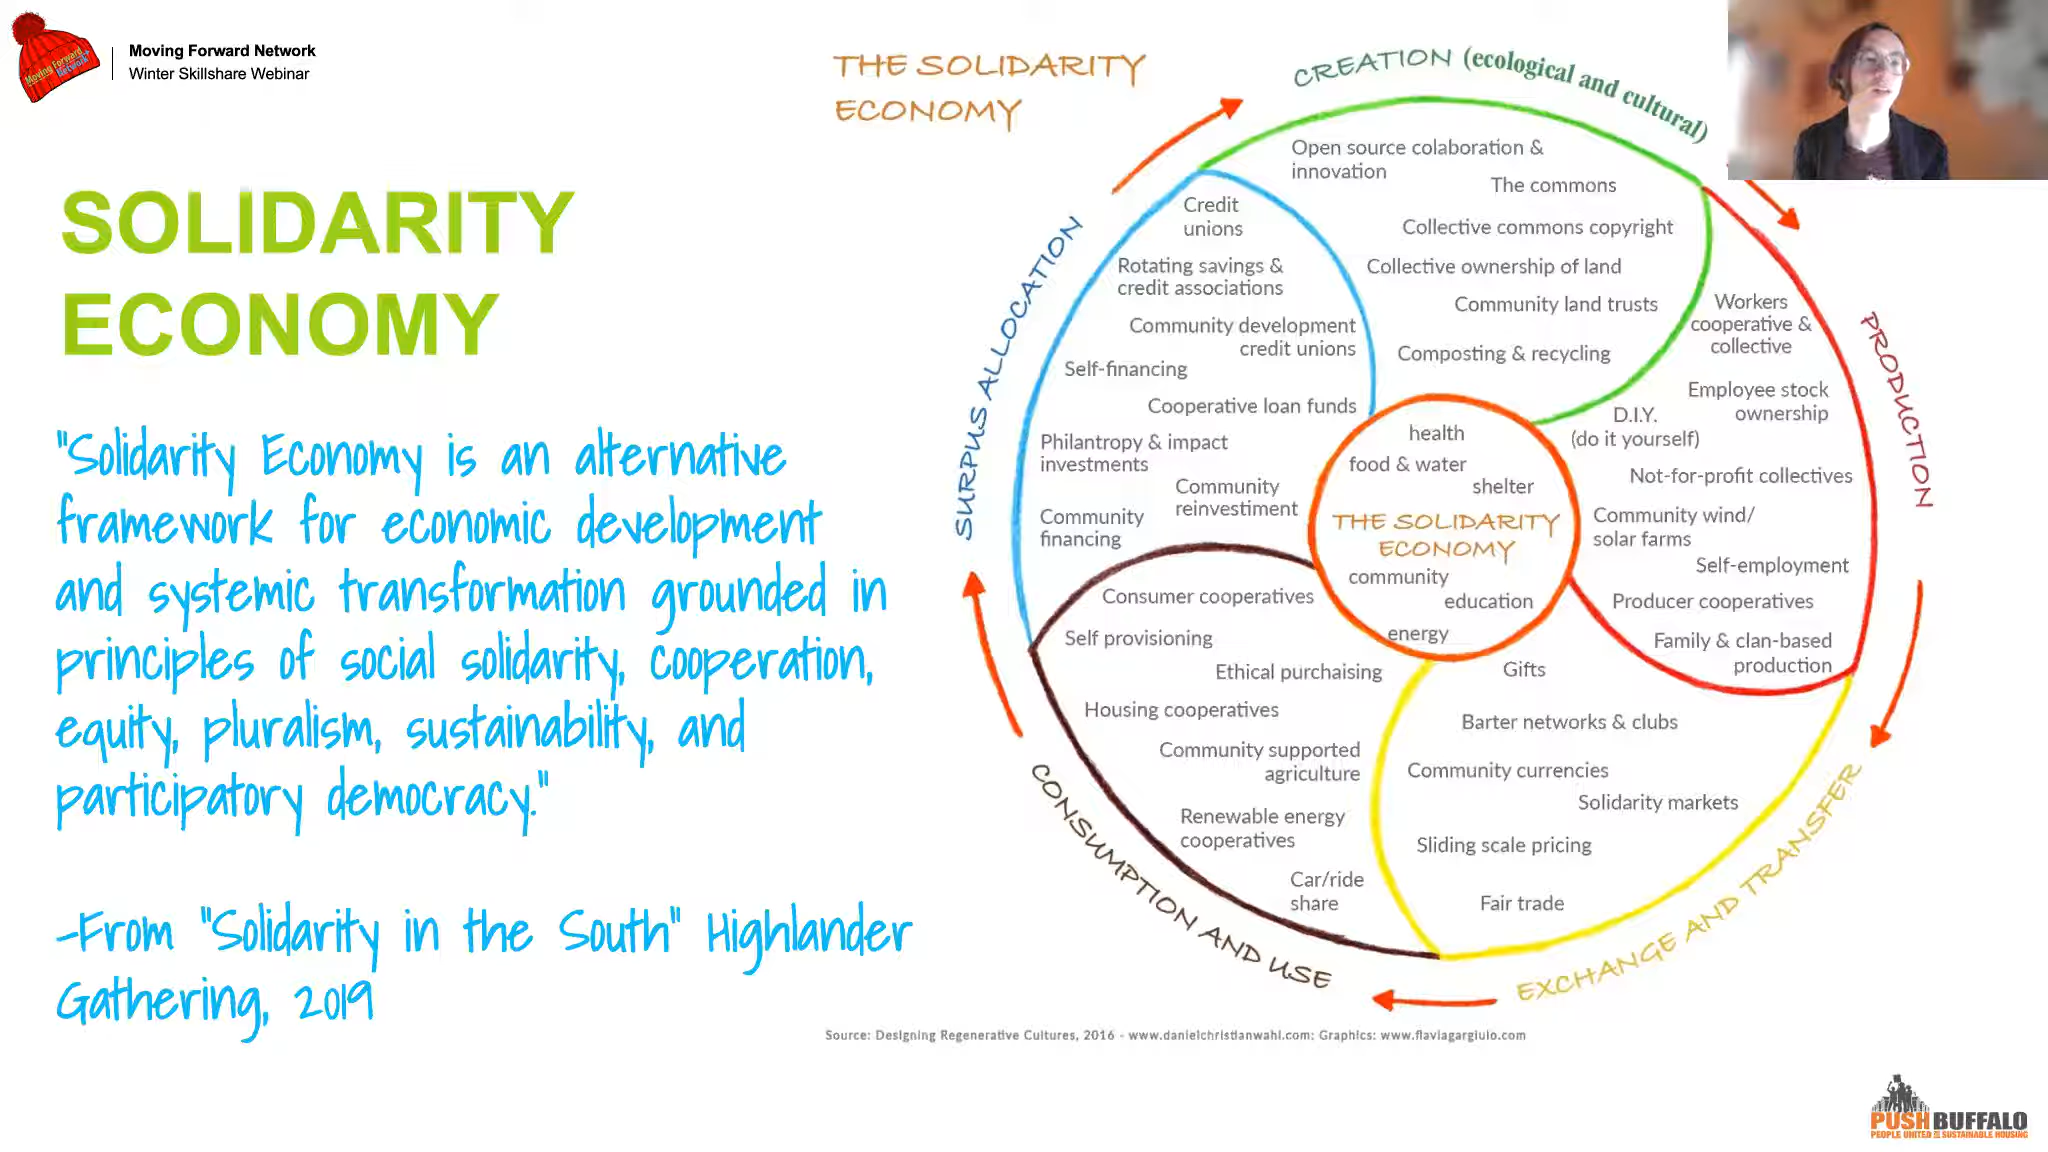 Moving Forward Network
Winter Skillshare Webinar
Moving Forward
Network
SOLIDARITY
ECONOMY
"Solidarity Economy is an alternative
framework for economic development
and systemic transformation grounded in
principles of social solidarity, cooperation,
equity, pluralism, sustainability, and
participatory democracy."
-From "Solidarity in the South" Highlander
Gathering, 2019
THE SOLIDARITY
ECONOMY
CREATION (ecological and cultural)
Open source colaboration &
innovation
The commons
Collective commons copyright
Collective ownership of land
Community land trusts
Composting & recycling
PRODUCTION
Workers
cooperative &
collective
Employee stock
ownership
D.I.Y.
(do it yourself)
Not-for-profit collectives
Community wind/
solar farms
Self-employment
Producer cooperatives
Family & clan-based
production
EXCHANGE AND TRANSFER
Gifts
Barter networks & clubs
Community currencies
Solidarity markets
Sliding scale pricing
Fair trade
CONSUMPTION AND USE
Consumer cooperatives
Self provisioning
Ethical purchaising
Housing cooperatives
Community supported
agriculture
Renewable energy
cooperatives
Car/ride
share
SURPUS ALLOCATION
Credit
unions
Rotating savings &
credit associations
Community development
credit unions
Self-financing
Cooperative loan funds
Philantropy & impact
investments
Community
reinvestiment
Community
financing
health
food & water
shelter
THE SOLIDARITY
ECONOMY
community
education
energy
Source: Designing Regenerative Cultures, 2016 - www.danielchristianwahl.com; Graphics: www.flaviagargiulo.com
PUSH BUFFALO
PEOPLE UNITED for SUSTAINABLE HOUSING